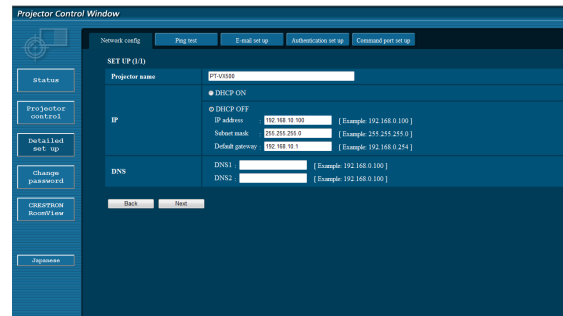 Projector Control Window
Network config Ping test E-mail set up Authentication set up Command port set up
SET UP (1/1)
Projector name PT-VX500
DHCP ON
DHCP OFF
IP
IP address : 192.168.10.100 [ Example: 192.168.0.100 ]
Subnet mask : 255.255.255.0 [ Example: 255.255.255.0 ]
Default gateway : 192.168.10.1 [ Example: 192.168.0.254 ]
DNS
DNS1 : [ Example: 192.168.0.100 ]
DNS2 : [ Example: 192.168.0.100 ]
Back Next
Status
Projector
control
Detailed
set up
Change
password
CRESTRON
RoomView
Japanese